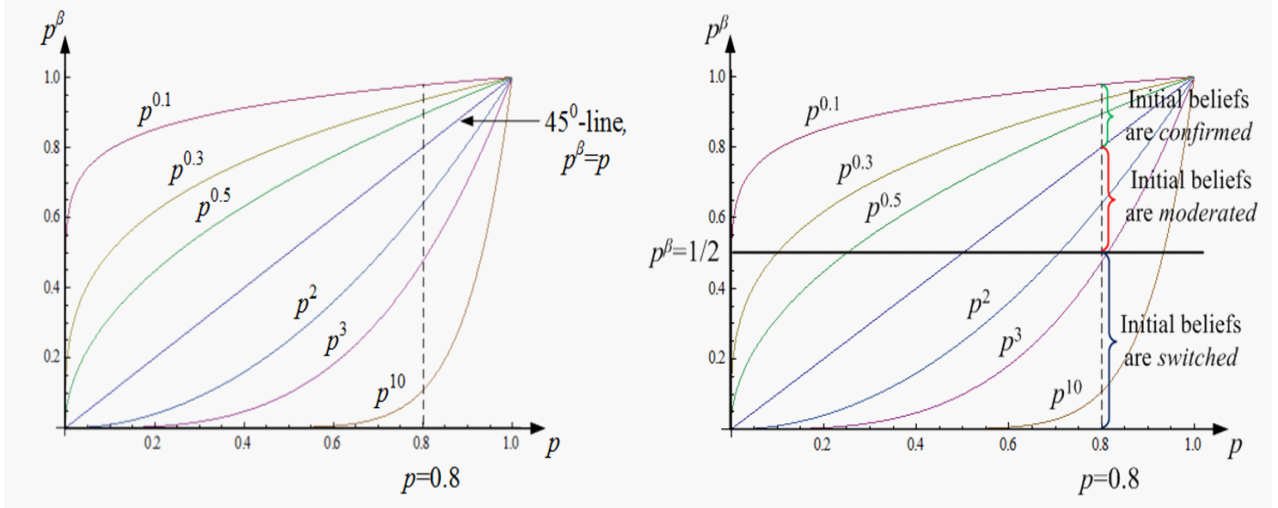 p^β
1.0
0.8
0.6
0.4
0.2
p^0.1
p^0.3
p^0.5
45^0-line,
p^β=p
p^2
p^3
p^10
0.2 0.4 0.6 0.8 1.0
p
p=0.8
p^β
1.0
0.8
0.6
p^β=1/2
0.4
0.2
p^0.1
p^0.3
p^0.5
Initial beliefs
are confirmed
Initial beliefs
are moderated
p^2
p^3
p^10
Initial beliefs
are switched
0.2 0.4 0.6 0.8 1.0
p
p=0.8